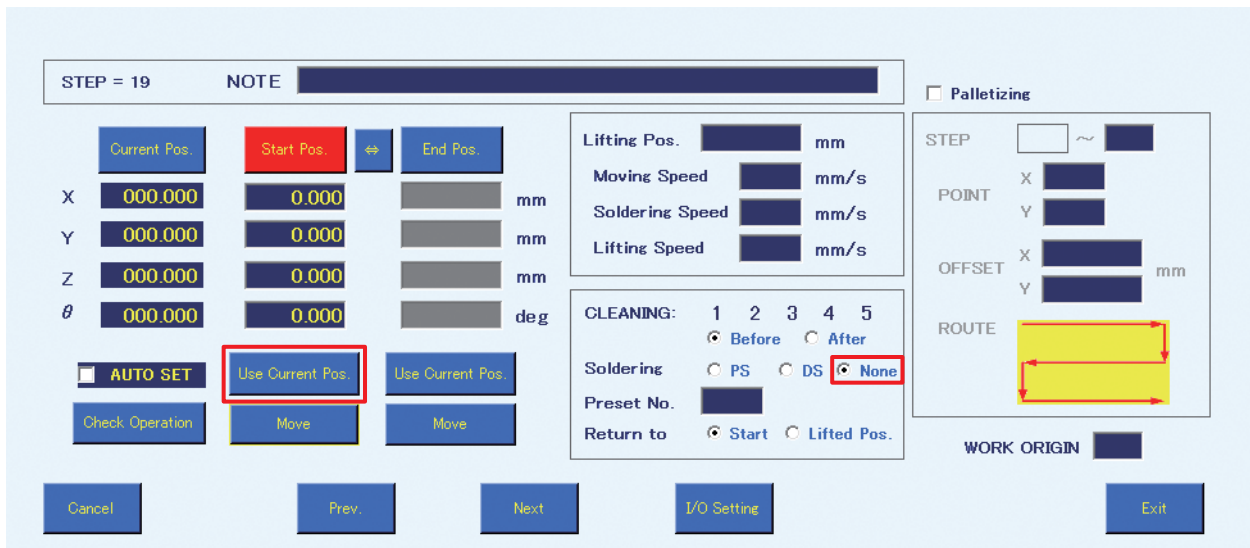 STEP = 19 NOTE
Palletizing
Current Pos. Start Pos. ⇔ End Pos.
X 000.000 0.000 mm
Y 000.000 0.000 mm
Z 000.000 0.000 mm
θ 000.000 0.000 deg
AUTO SET Use Current Pos. Use Current Pos.
Check Operation Move Move
Lifting Pos. mm
Moving Speed mm/s
Soldering Speed mm/s
Lifting Speed mm/s
CLEANING: 1 2 3 4 5
Before After
Soldering PS DS None
Preset No.
Return to Start Lifted Pos.
STEP ~
POINT X
Y
OFFSET X
Y mm
ROUTE
WORK ORIGIN
Cancel Prev. Next I/O Setting Exit